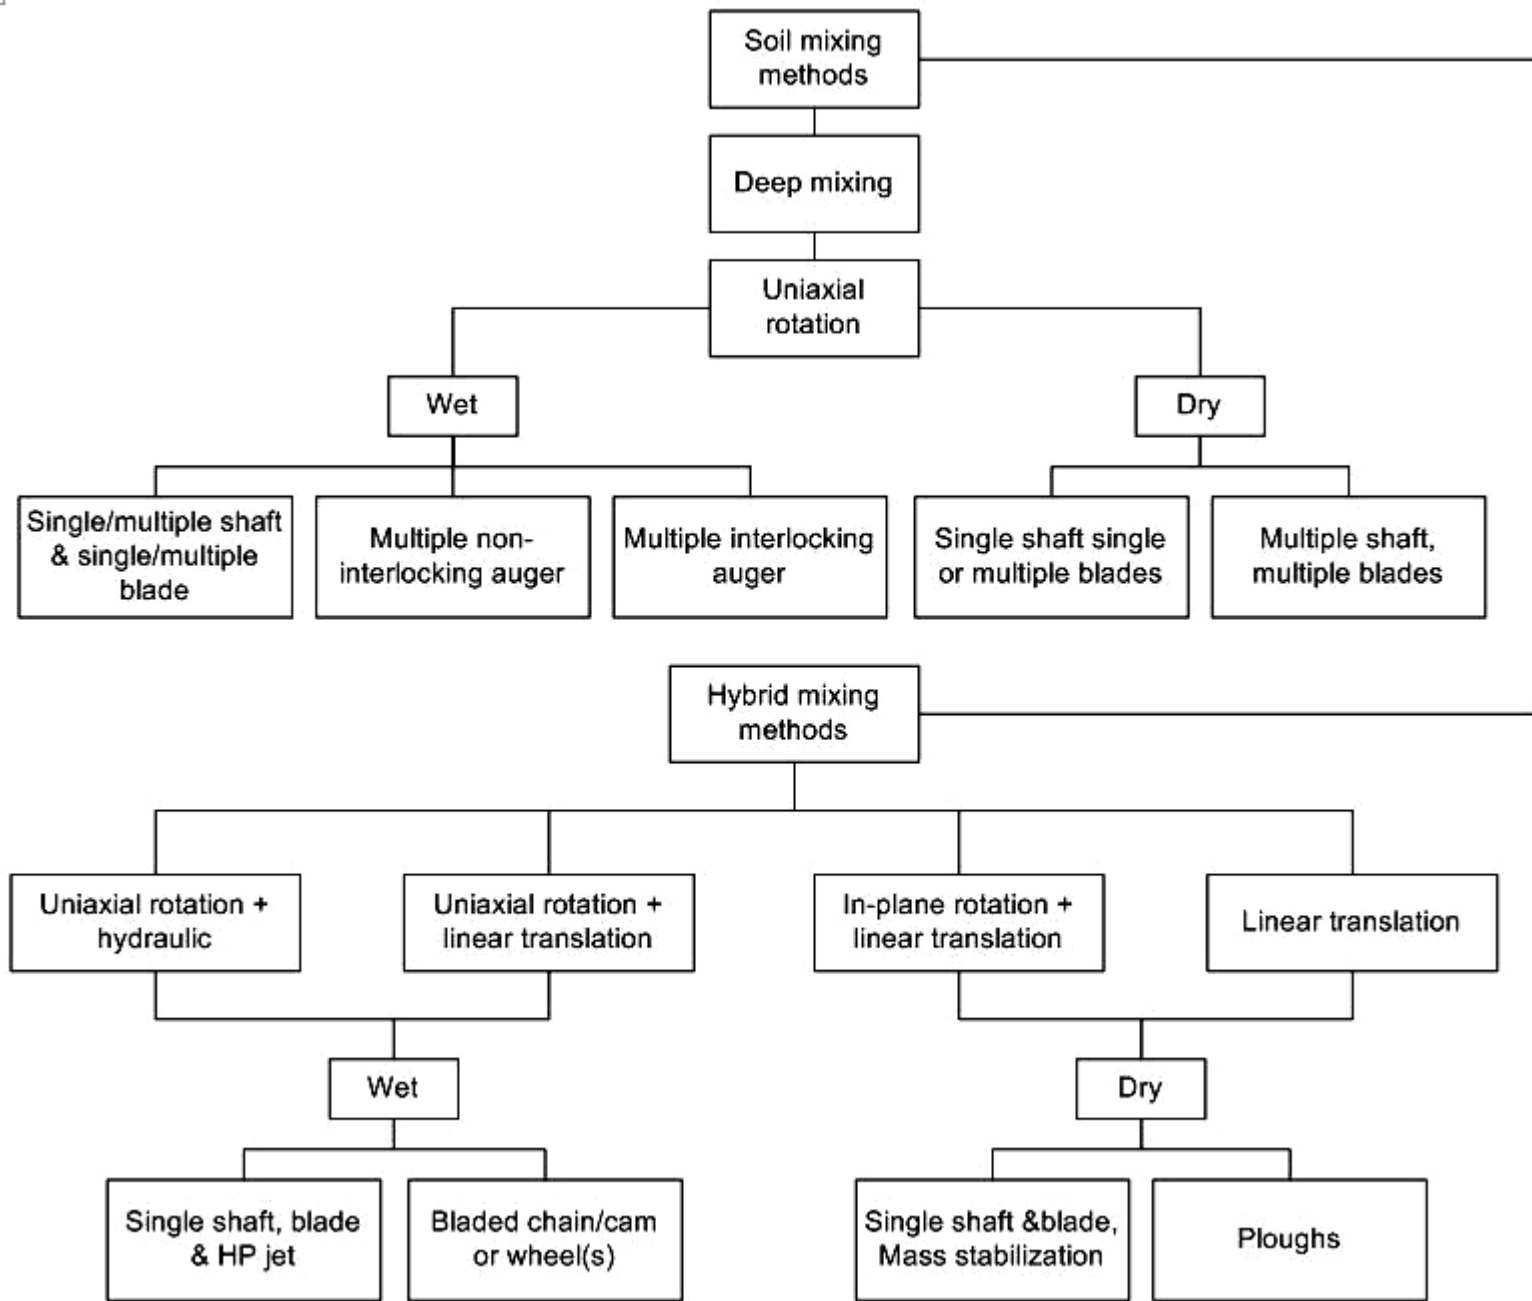 Soil mixing
methods
Deep mixing
Uniaxial
rotation
Wet
Dry
Single/multiple shaft
& single/multiple
blade
Multiple non-
interlocking auger
Multiple interlocking
auger
Single shaft single
or multiple blades
Multiple shaft,
multiple blades
Hybrid mixing
methods
Uniaxial rotation +
hydraulic
Uniaxial rotation +
linear translation
In-plane rotation +
linear translation
Linear translation
Wet
Dry
Single shaft, blade
& HP jet
Bladed chain/cam
or wheel(s)
Single shaft &blade,
Mass stabilization
Ploughs